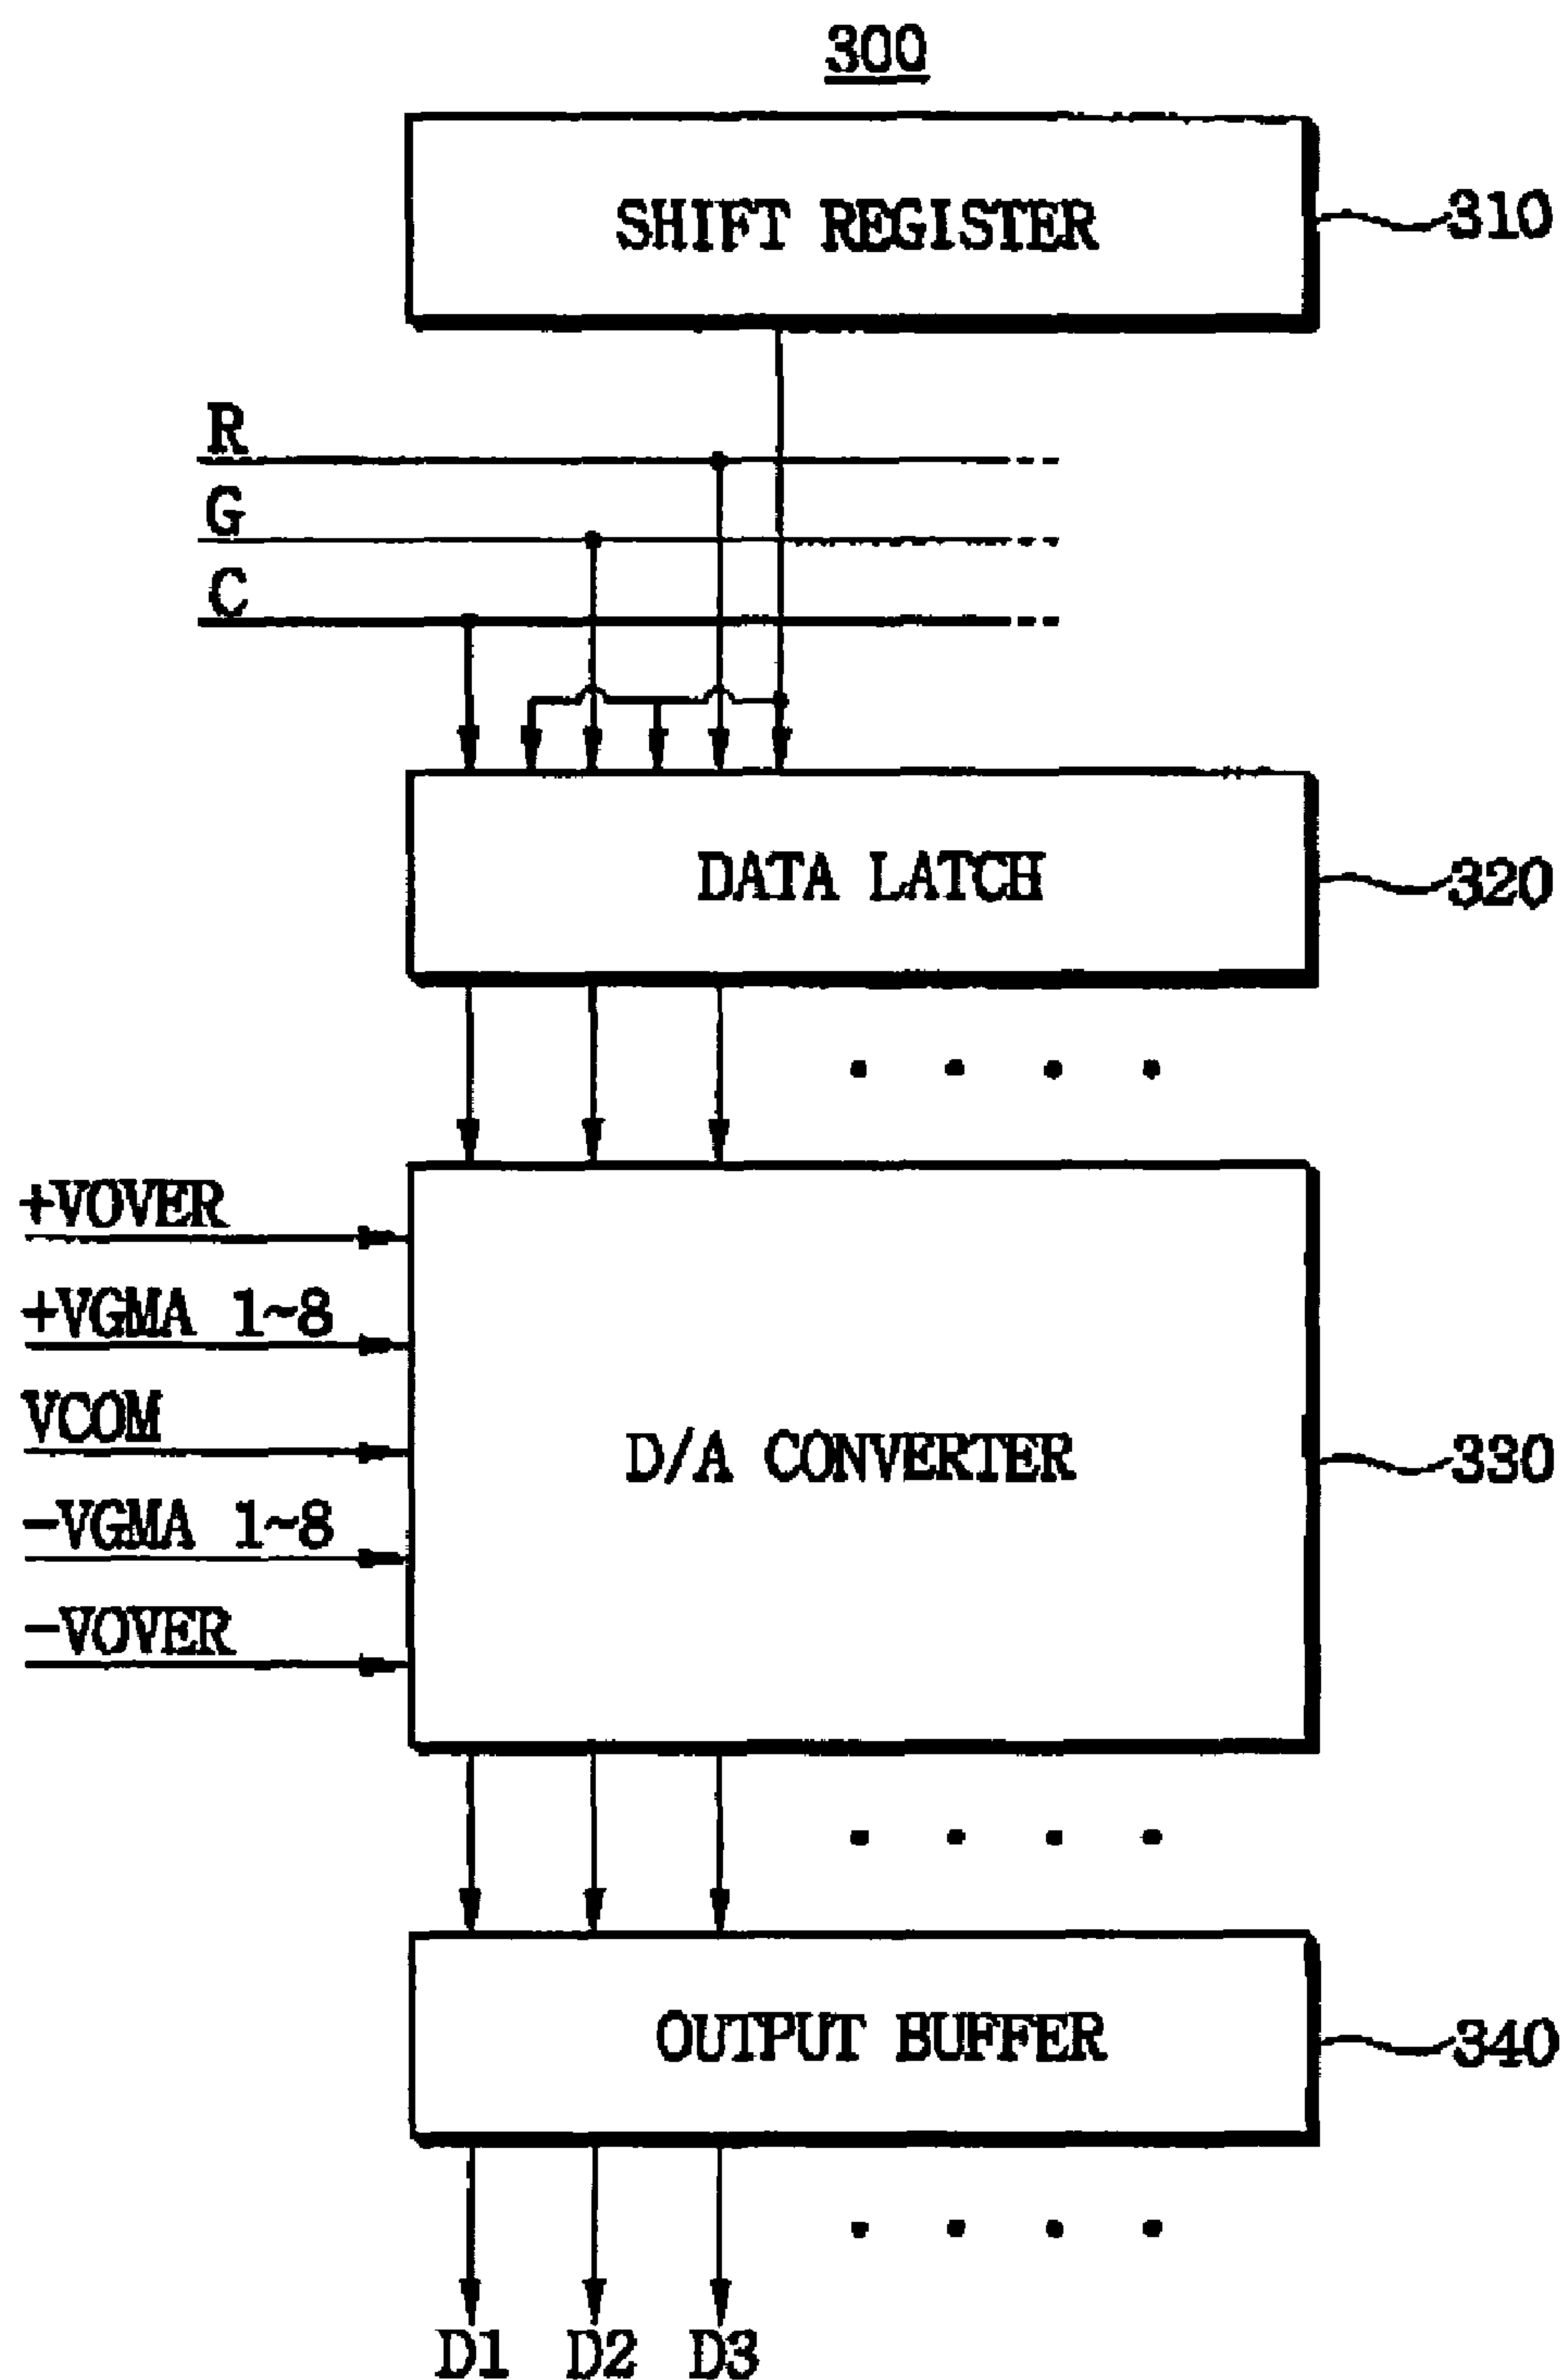 300
SHIFT REGISTER
310
R
G
C
DATA LATCH
320
+VOVER
+VGMA 1~8
VCOM
-VGMA 1~8
-VOVER
D/A CONVERTER
330
OUTPUT BUFFER
340
D1 D2 D3